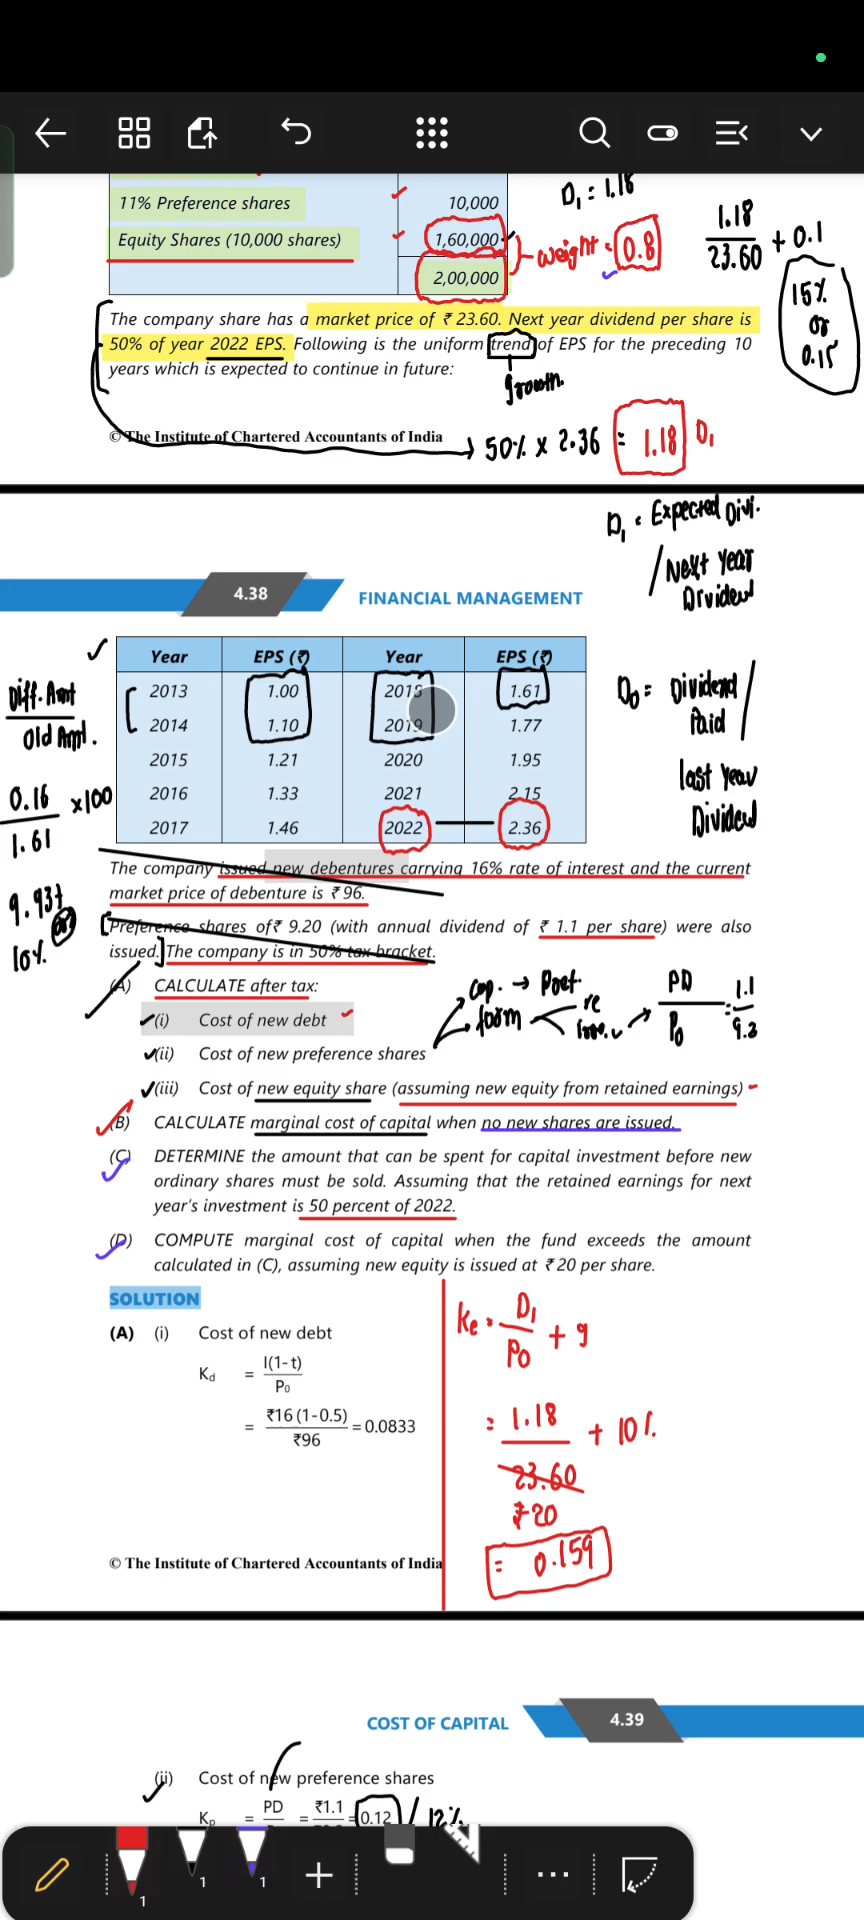 D₁ = 1.18
11% Preference shares 10,000
Equity Shares (10,000 shares) 1,60,000
weight = 0.8
2,00,000
1.18
23.60 + 0.1
15%
or
0.15
The company share has a market price of ₹ 23.60. Next year dividend per share is
50% of year 2022 EPS. Following is the uniform trend of EPS for the preceding 10
years which is expected to continue in future:
growth.
© The Institute of Chartered Accountants of India
50% x 2.36 = 1.18 D₁
D₁ = Expected Divi.
/ Next Year
Dividend
4.38 FINANCIAL MANAGEMENT
Year EPS (₹) Year EPS (₹)
2013 1.00 2018 1.61
2014 1.10 2019 1.77
2015 1.21 2020 1.95
2016 1.33 2021 2.15
2017 1.46 2022 2.36
Diff. Amt
Old Amt.
0.16 x100
1.61
9.937
10%
D₀ = Dividend /
Paid
last year
Dividend
The company issued new debentures carrying 16% rate of interest and the current
market price of debenture is ₹ 96.
Preference shares of₹ 9.20 (with annual dividend of ₹ 1.1 per share) were also
issued. The company is in 50% tax bracket.
(A) CALCULATE after tax:
(i) Cost of new debt
(ii) Cost of new preference shares
(iii) Cost of new equity share (assuming new equity from retained earnings)
PD
P₀
= 1.1
9.2
(B) CALCULATE marginal cost of capital when no new shares are issued.
(C) DETERMINE the amount that can be spent for capital investment before new
ordinary shares must be sold. Assuming that the retained earnings for next
year's investment is 50 percent of 2022.
(D) COMPUTE marginal cost of capital when the fund exceeds the amount
calculated in (C), assuming new equity is issued at ₹ 20 per share.
SOLUTION
(A) (i) Cost of new debt
Kd = I(1-t)
P₀
= ₹16 (1-0.5)
₹96
= 0.0833
Ke = D₁
P₀
+ g
= 1.18
23.60
₹20
+ 10%
= 0.159
© The Institute of Chartered Accountants of India
COST OF CAPITAL 4.39
(ii) Cost of new preference shares
Kp = PD = ₹1.1 = 0.12 / 12%
1 1 1